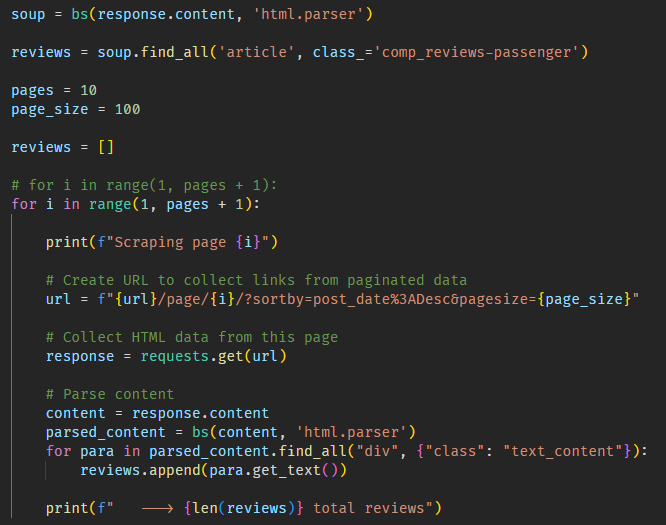 soup = bs(response.content, 'html.parser')
reviews = soup.find_all('article', class_='comp_reviews-passenger')
pages = 10
page_size = 100
reviews = []
# for i in range(1, pages + 1):
for i in range(1, pages + 1):
print(f"Scraping page {i}")
# Create URL to collect links from paginated data
url = f"{url}/page/{i}/?sortby=post_date%3ADesc&pagesize={page_size}"
# Collect HTML data from this page
response = requests.get(url)
# Parse content
content = response.content
parsed_content = bs(content, 'html.parser')
for para in parsed_content.find_all("div", {"class": "text_content"}):
reviews.append(para.get_text())
print(f"   ---> {len(reviews)} total reviews")